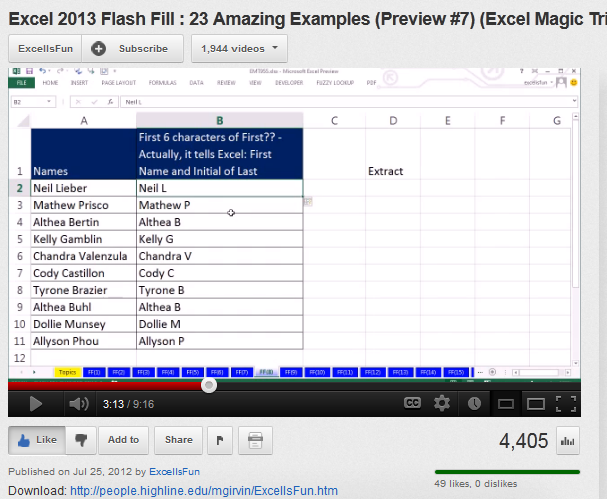 Excel 2013 Flash Fill : 23 Amazing Examples (Preview #7) (Excel Magic Tri
ExcelIsFun Subscribe 1,944 videos
EMT955.xlsx - Microsoft Excel Preview
FILE HOME INSERT PAGE LAYOUT FORMULAS DATA REVIEW VIEW DEVELOPER FUZZY LOOKUP PDF excelisfun
B2 Neil L
A B C D E F G
First 6 characters of First?? -
Actually, it tells Excel: First
1 Names Name and Initial of Last Extract
2 Neil Lieber Neil L
3 Mathew Prisco Mathew P
4 Althea Bertin Althea B
5 Kelly Gamblin Kelly G
6 Chandra Valenzula Chandra V
7 Cody Castillon Cody C
8 Tyrone Brazier Tyrone B
9 Althea Buhl Althea B
10 Dollie Munsey Dollie M
11 Allyson Phou Allyson P
12
Topics FF(1) FF(2) FF(3) FF(4) FF(5) FF(6) FF(7) FF(8) FF(9) FF(10) FF(11) FF(12) FF(13) FF(14) FF(15) ...
3:13 / 9:16 CC
Like Add to Share 4,405
Published on Jul 25, 2012 by ExcelIsFun
49 likes, 0 dislikes
Download: http://people.highline.edu/mgirvin/ExcelIsFun.htm